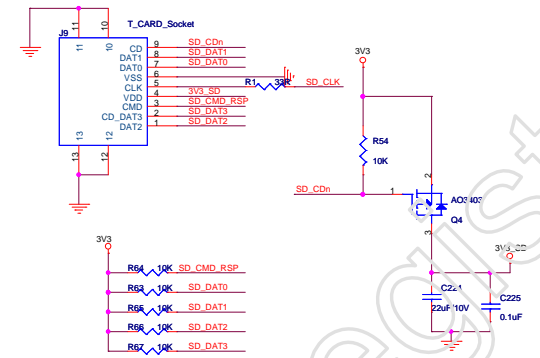 T_CARD_Socket
J9
11
10
11
10
CD
9
SD_CDn
DAT1
8
SD_DAT1
DAT0
7
SD_DAT0
VSS
6
CLK
5
R1
33R
SD_CLK
VDD
4
3V3_SD
CMD
3
SD_CMD_RSP
CD_DAT3
2
SD_DAT3
DAT2
1
SD_DAT2
13
12
13
12
3V3
R54
10K
SD_CDn
1
2
3
AO3403
Q4
3V3_SD
C224
22uF/10V
C225
0.1uF
3V3
R64 10K SD_CMD_RSP
R63 10K SD_DAT0
R65 10K SD_DAT1
R66 10K SD_DAT2
R67 10K SD_DAT3